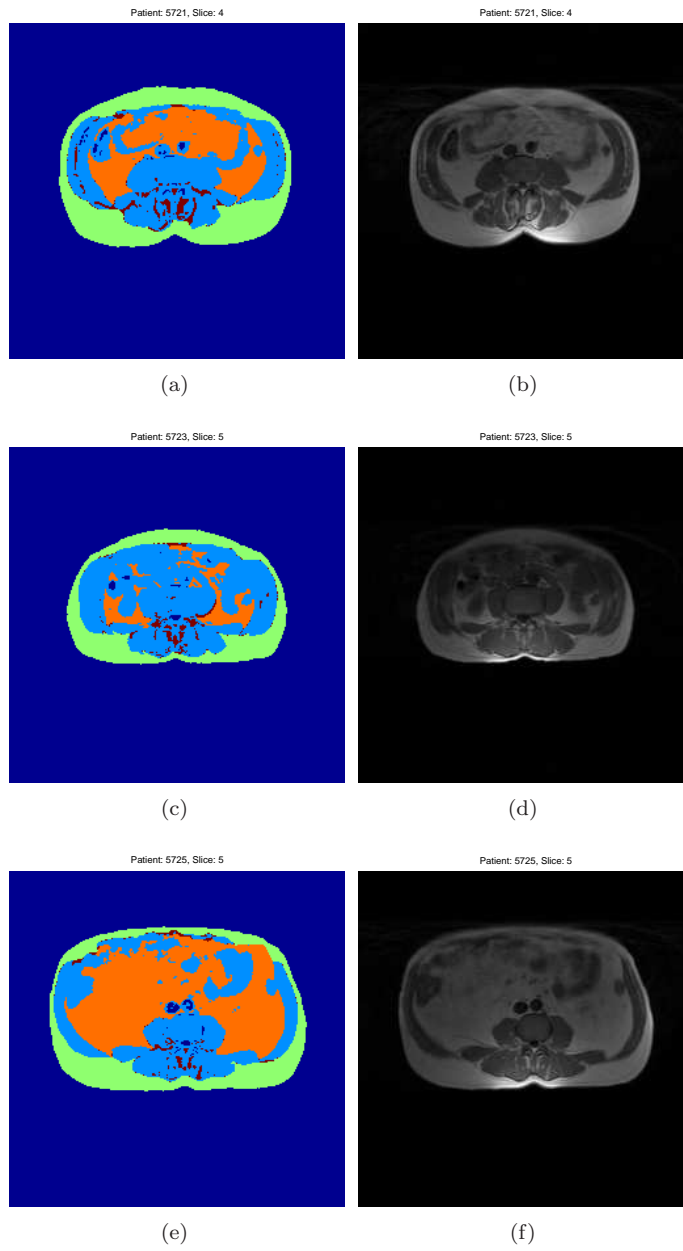 Patient: 5721, Slice: 4
Patient: 5721, Slice: 4
(a)
(b)
Patient: 5723, Slice: 5
Patient: 5723, Slice: 5
(c)
(d)
Patient: 5725, Slice: 5
Patient: 5725, Slice: 5
(e)
(f)